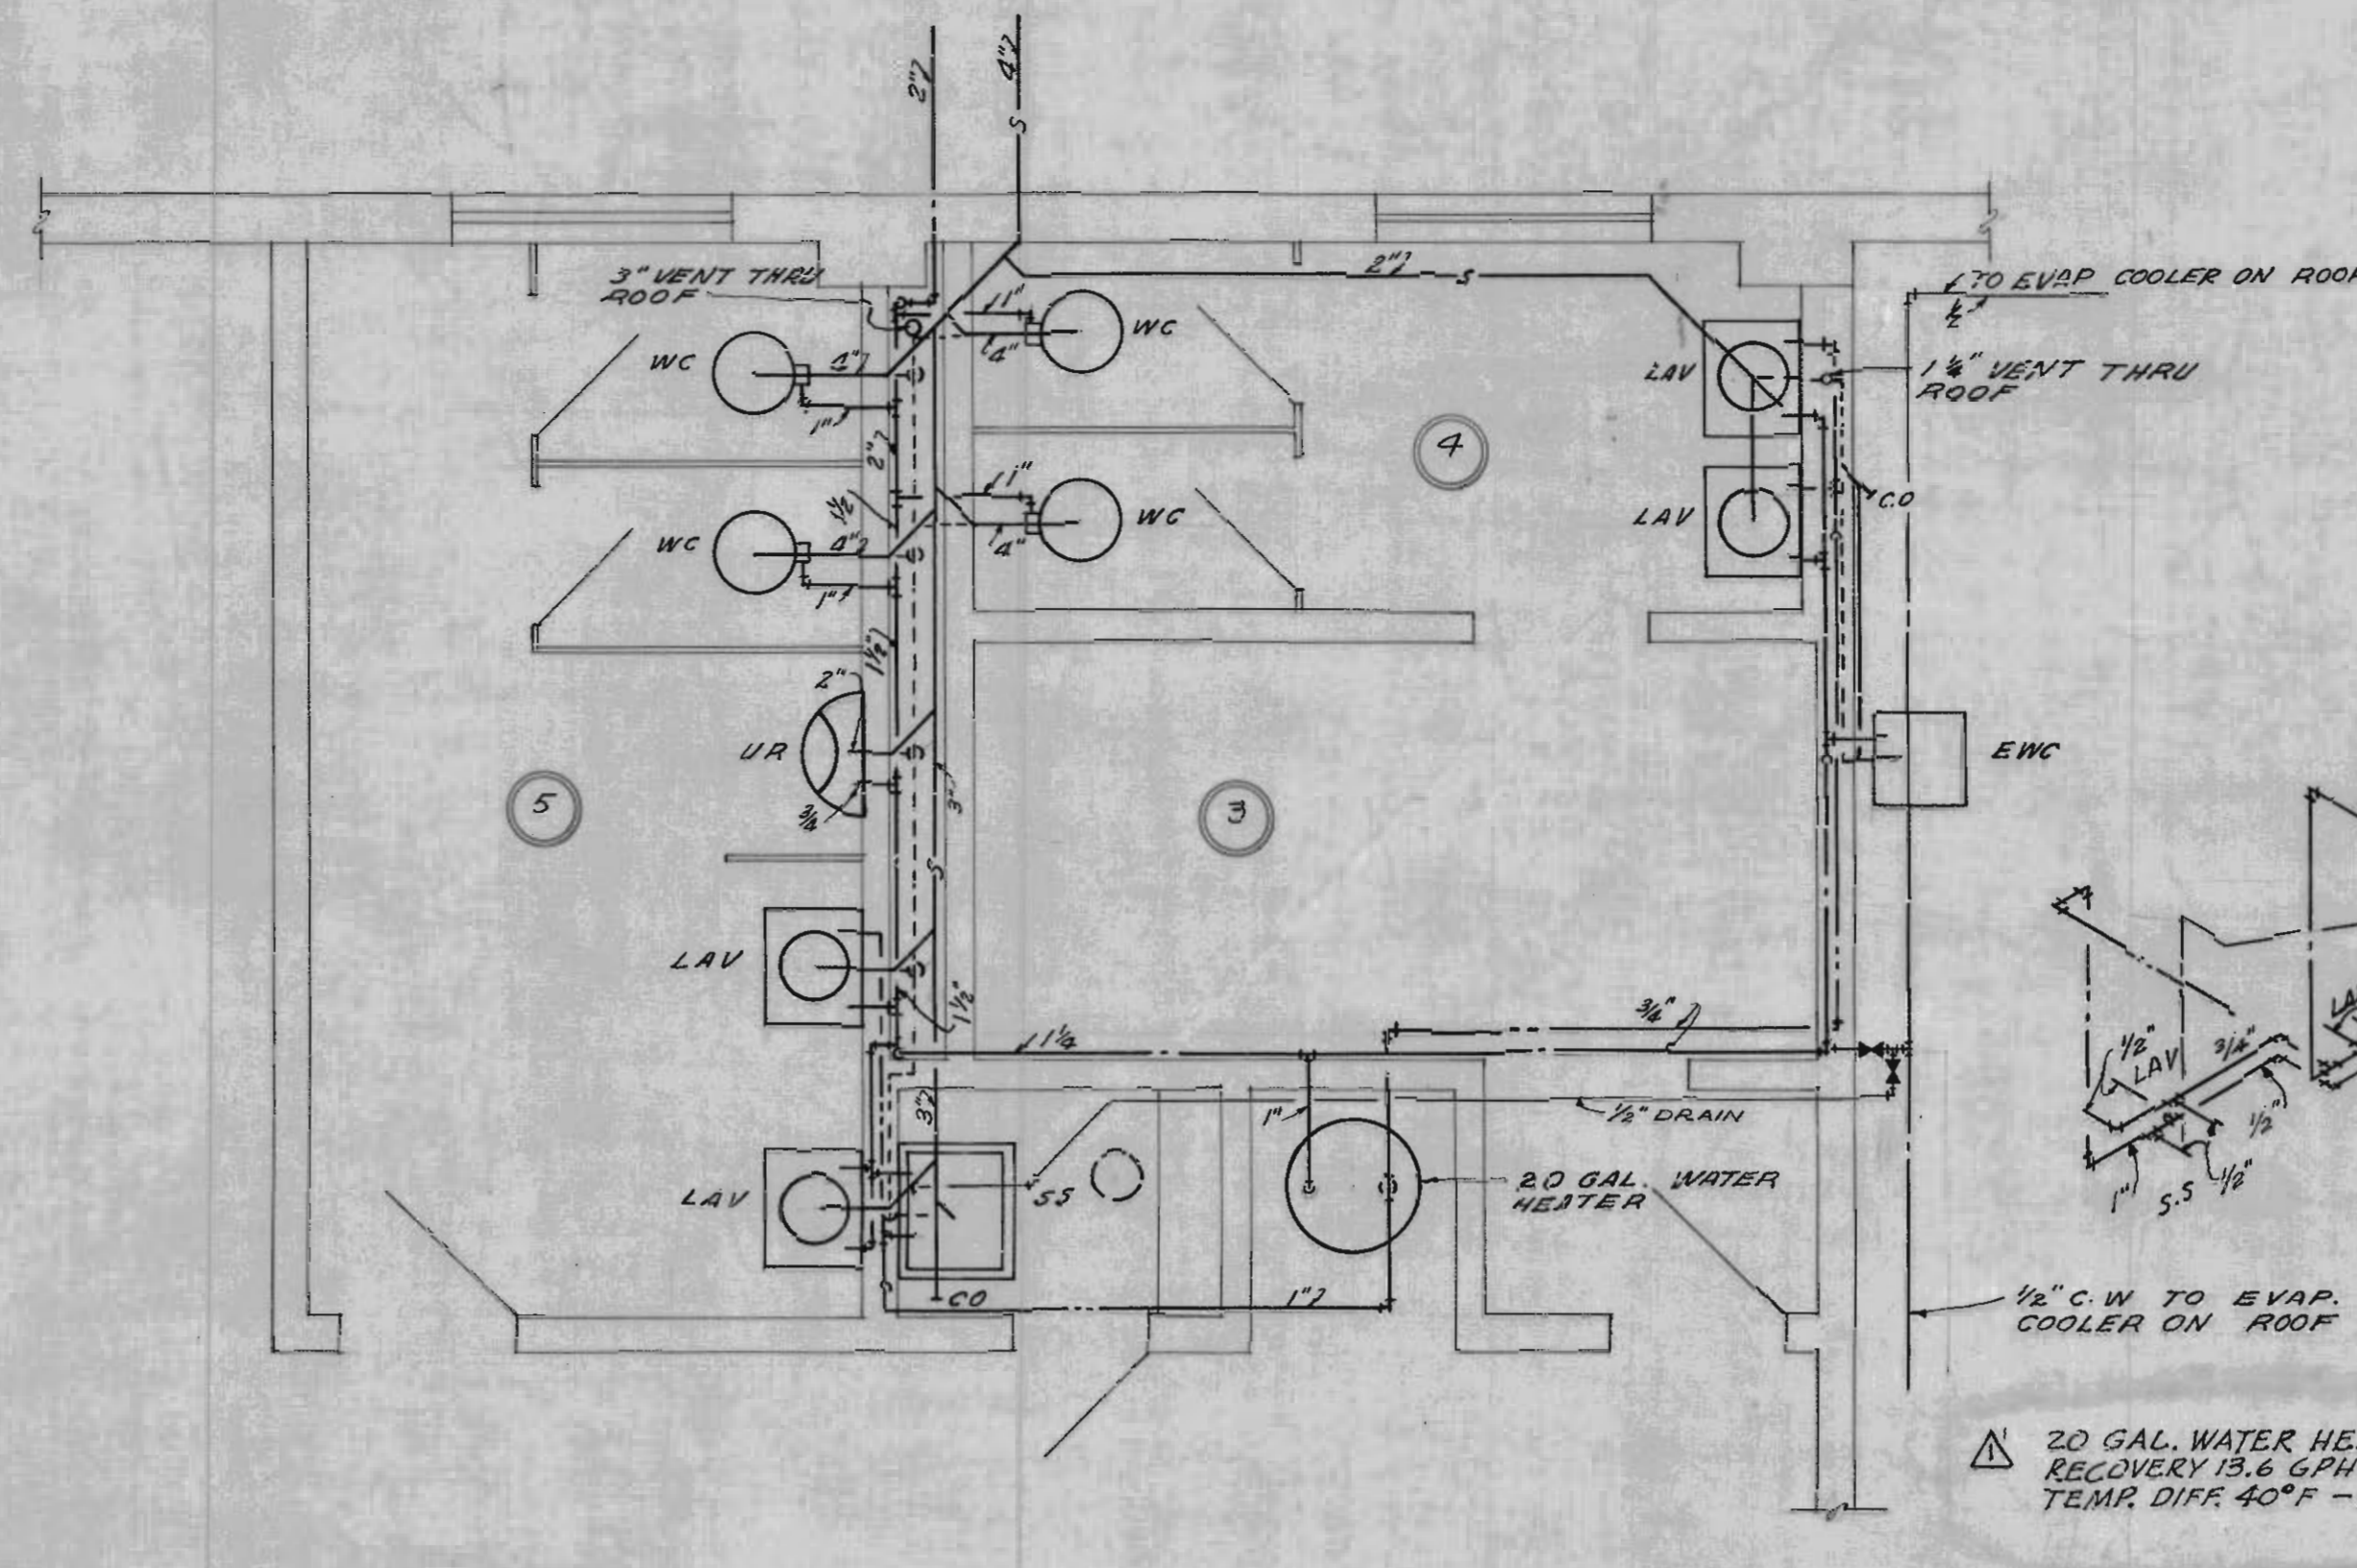 2"
4"
S
3" VENT THRU
ROOF
2"
S
TO EVAP COOLER ON ROOF
1/2
1"
WC
4"
WC
4"
1"
LAV
1 1/4" VENT THRU
ROOF
2"
4
1"
1 1/2
WC
4"
WC
4"
1"
LAV
C.O
1 1/2"
2"
UR
3/4
EWC
5
3"
3
S
LAV
1 1/2"
3/4"
1 1/4
1/2"
LAV
3/4"
1/2"
1/2"
1"
S.S
3"
1"
1/2" DRAIN
LAV
SS
20 GAL. WATER
HEATER
CO
1"
1/2" C.W TO EVAP.
COOLER ON ROOF
1
20 GAL. WATER HE
RECOVERY 13.6 GPH
TEMP. DIFF. 40°F -